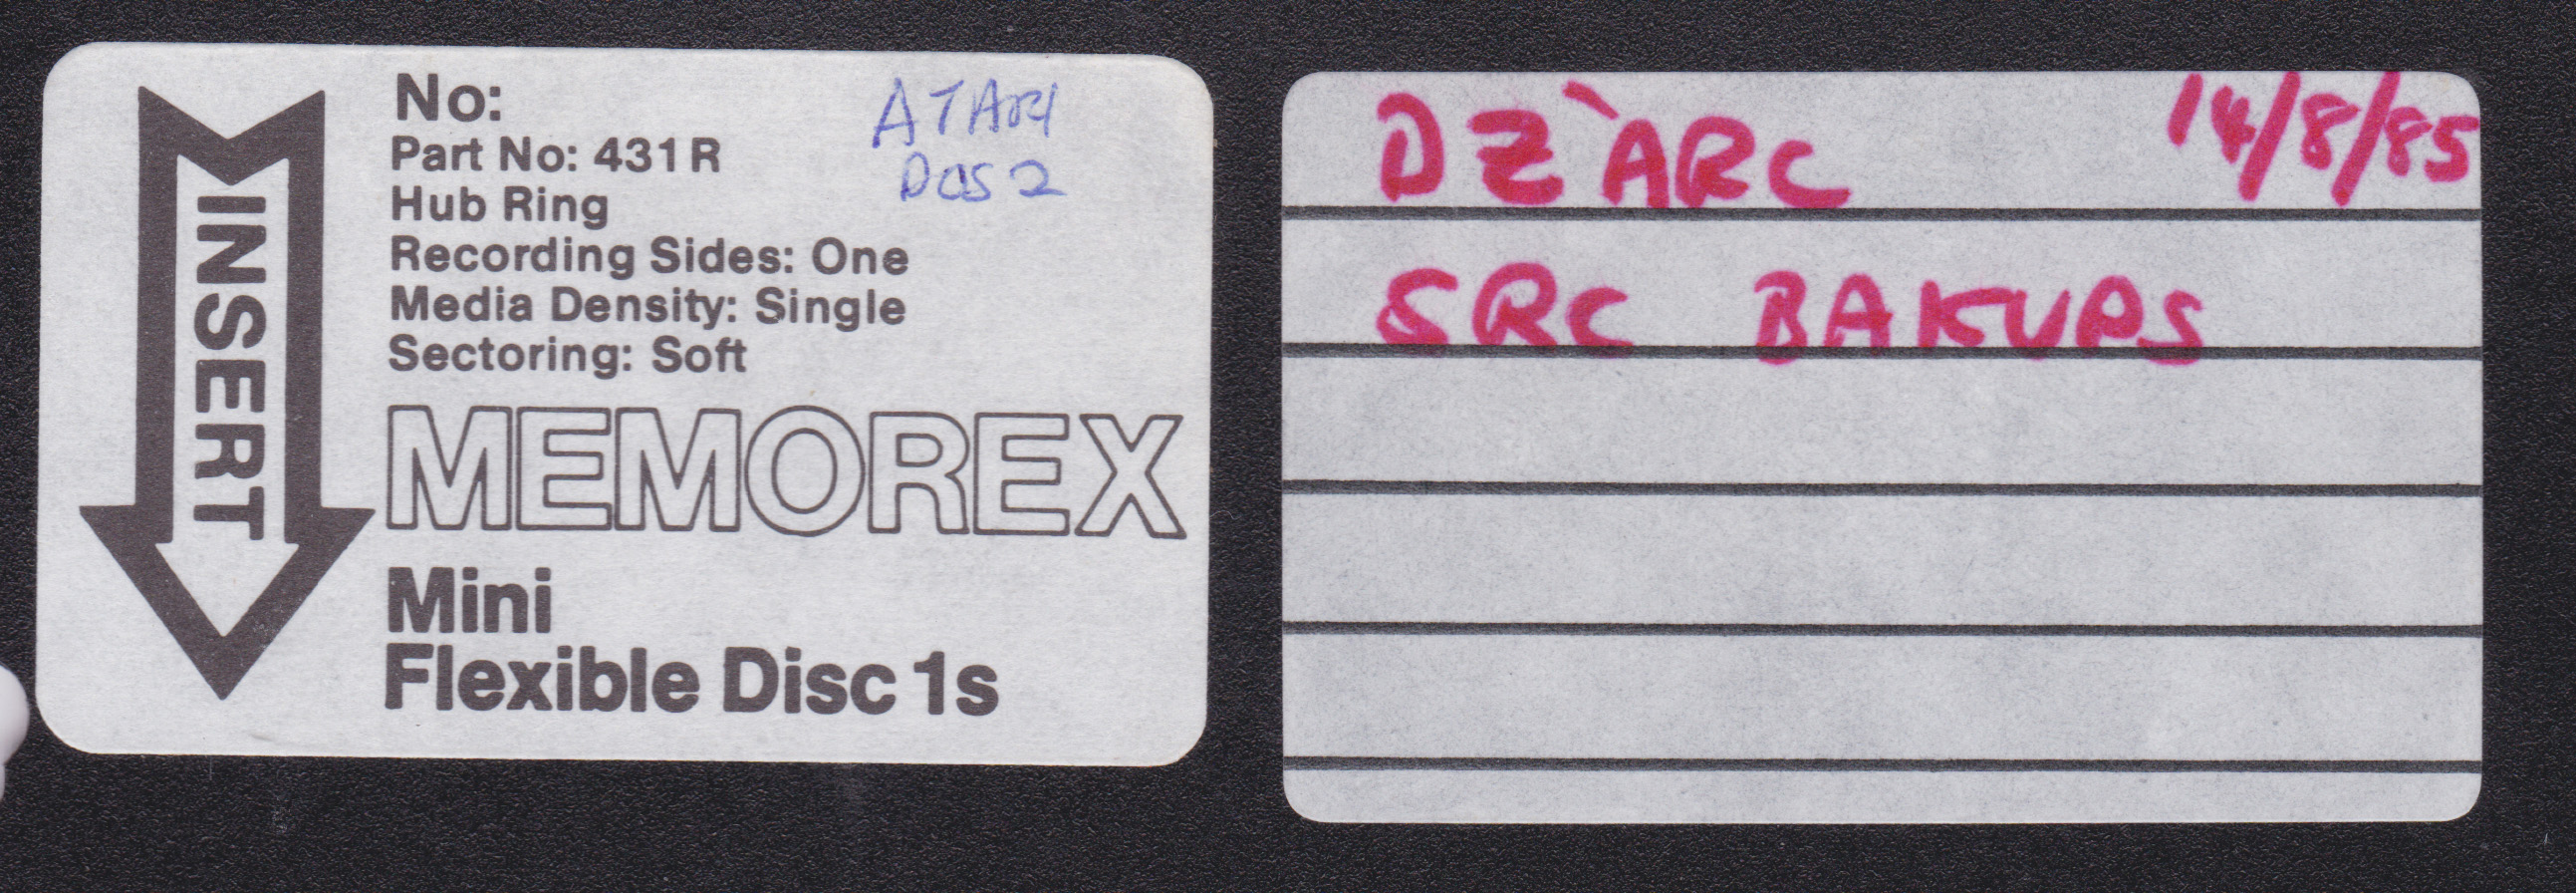 INSERT
No:
Part No: 431R
Hub Ring
Recording Sides: One
Media Density: Single
Sectoring: Soft
MEMOREX
Mini
Flexible Disc 1s
ATARI
DOS 2
DZ'ARC 14/8/85
SRC BAKUPS